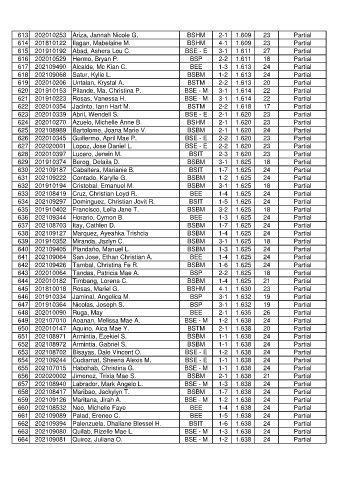 613 202010253 Ariza, Jannah Nicole G. BSHM 2-1 1.609 23 Partial
614 201810122 Ilagan, Mabelaine M. BSHM 4-1 1.609 23 Partial
615 201910192 Abad, Ashera Lou C. BSE - E 3-1 1.611 27 Partial
616 202010529 Hermo, Bryan P. BSP 2-2 1.611 18 Partial
617 202109490 Alcalde, Mc Kian C. BEE 1-3 1.613 24 Partial
618 202109068 Satur, Kylie L. BSBM 1-2 1.613 24 Partial
619 202010206 Untalan, Krystal A. BSTM 2-2 1.613 20 Partial
620 201910153 Pilande, Ma. Christina P. BSE - M 3-1 1.614 22 Partial
621 201910223 Rosas, Vanessa H. BSE - M 3-1 1.614 22 Partial
622 202010354 Jacinto, Iann Hart M. BSTM 2-2 1.618 17 Partial
623 202010339 Abril, Wendell S. BSE - E 2-1 1.620 23 Partial
624 202010270 Azuelo, Michelle Anne B. BSHM 2-1 1.620 23 Partial
625 202108989 Bartolome, Joana Marie V. BSBM 2-1 1.620 24 Partial
626 202010345 Guillermo, April Mae P. BSE - E 2-2 1.620 23 Partial
627 202020001 Lopoz, Jose Daniel L. BSE - E 2-2 1.620 23 Partial
628 202010397 Lucero, Jerwin M. BSIT 2-3 1.620 23 Partial
629 201910374 Berog, Delaila D. BSBM 3-1 1.625 18 Partial
630 202109187 Caballera, Marianie B. BSIT 1-7 1.625 24 Partial
631 202109222 Contado, Karylle G. BSBM 1-2 1.625 24 Partial
632 201910194 Cristobal, Emanuel M. BSBM 3-1 1.625 18 Partial
633 202108419 Cruz, Christian Loyd R. BEE 1-4 1.625 24 Partial
634 202109297 Dominguez, Christian Jovil R. BSIT 1-5 1.625 24 Partial
635 201910402 Francisco, Leila Jane T. BSBM 3-2 1.625 18 Partial
636 202109344 Horario, Cymon B BEE 1-3 1.625 24 Partial
637 202108703 Itay, Cathlen D. BSBM 1-7 1.625 24 Partial
638 202109127 Marquez, Ayeshka Trishcia BSBM 1-4 1.625 24 Partial
639 201910352 Miranda, Jazlyn C. BSBM 3-1 1.625 18 Partial
640 202109405 Pandaño, Manuel L. BSBM 1-3 1.625 24 Partial
641 202109064 San Jose, Ethan Christian A. BEE 1-4 1.625 24 Partial
642 202109426 Tambal, Christina Fe R. BSBM 1-6 1.625 24 Partial
643 202010064 Tandas, Patricia Mae A. BSP 2-2 1.625 18 Partial
644 202010182 Timbang, Lorens C. BSBM 1-4 1.625 21 Partial
645 201810018 Rosas, Mariel G. BSHM 4-1 1.630 23 Partial
646 201910334 Jaminal, Angelica M. BSP 3-1 1.632 19 Partial
647 201910364 Nicolas, Joseph S. BSP 3-1 1.632 19 Partial
648 202010090 Ruga, May BEE 2-1 1.635 26 Partial
649 202107010 Aoanan, Melissa Mae A. BSE - M 1-2 1.638 24 Partial
650 202010147 Aquino, Aica Mae Y. BSTM 2-1 1.638 20 Partial
651 202108971 Armintia, Ezekiel S. BSBM 1-1 1.638 24 Partial
652 202108972 Armintia, Gabriel S. BSBM 1-1 1.638 24 Partial
653 202108702 Bisayas, Dale Vincent O. BSE - E 1-2 1.638 24 Partial
654 202109244 Cudiamat, Sheena Alexis M. BSE - E 1-1 1.638 24 Partial
655 202107015 Habohab, Christina G. BSE - M 1-1 1.638 24 Partial
656 202020002 Jimenez, Trixia Mae S. BSBM 2-1 1.638 21 Partial
657 202108940 Labrador, Mark Angelo L. BSE - M 1-3 1.638 24 Partial
658 202108417 Maribao, Jackylyn T. BSBM 1-7 1.638 24 Partial
659 202109126 Maritana, Jirah A. BSE - M 1-2 1.638 24 Partial
660 202108532 Neo, Michelle Faye BEE 1-4 1.638 24 Partial
661 202109089 Palad, Ereneo C. BEE 1-5 1.638 24 Partial
662 202109394 Palenzuela, Dhaliane Blessel H. BSIT 1-6 1.638 24 Partial
663 202109080 Quillab, Rizelle Mae L. BSE - M 1-3 1.638 24 Partial
664 202109081 Quiroz, Juliana O. BSE - M 1-2 1.638 24 Partial